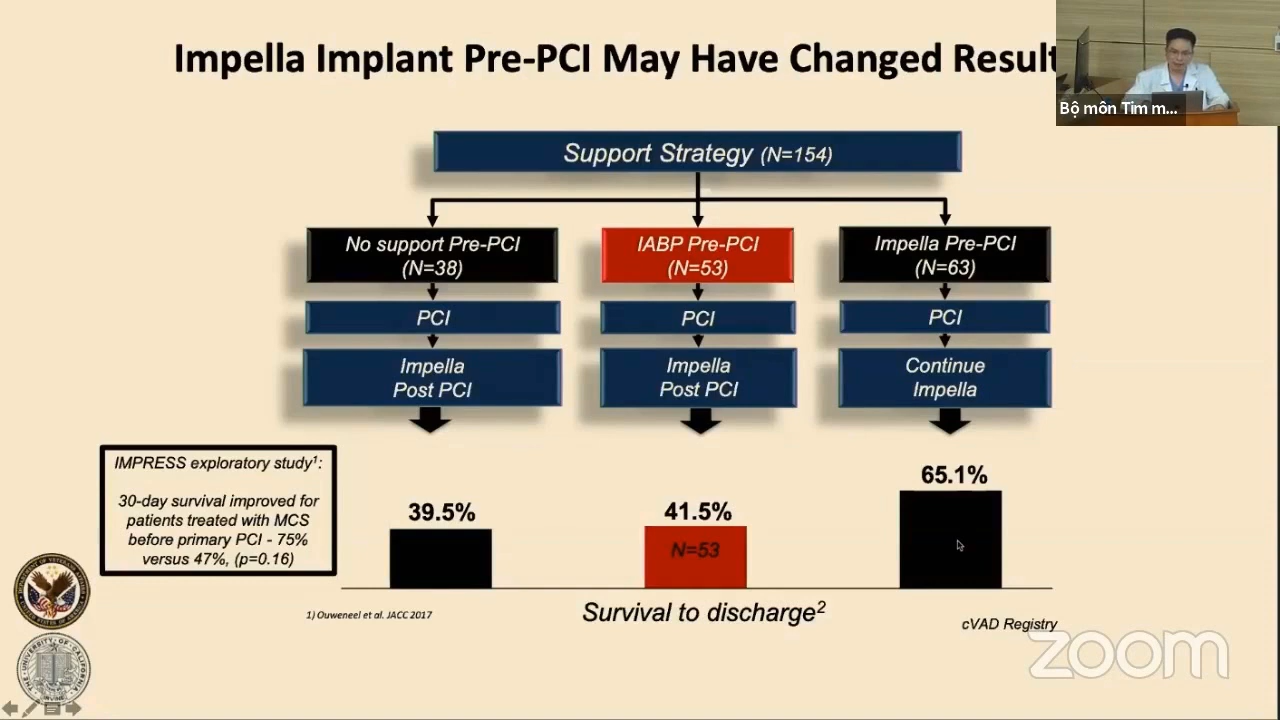 Impella Implant Pre-PCI May Have Changed Result
Bộ môn Tim m...
Support Strategy (N=154)
No support Pre-PCI
(N=38)
IABP Pre-PCI
(N=53)
Impella Pre-PCI
(N=63)
PCI
PCI
PCI
Impella
Post PCI
Impella
Post PCI
Continue
Impella
IMPRESS exploratory study1:
30-day survival improved for
patients treated with MCS
before primary PCI - 75%
versus 47%, (p=0.16)
39.5%
41.5%
65.1%
N=53
1) Ouweneel et al. JACC 2017
Survival to discharge2
cVAD Registry
zoom